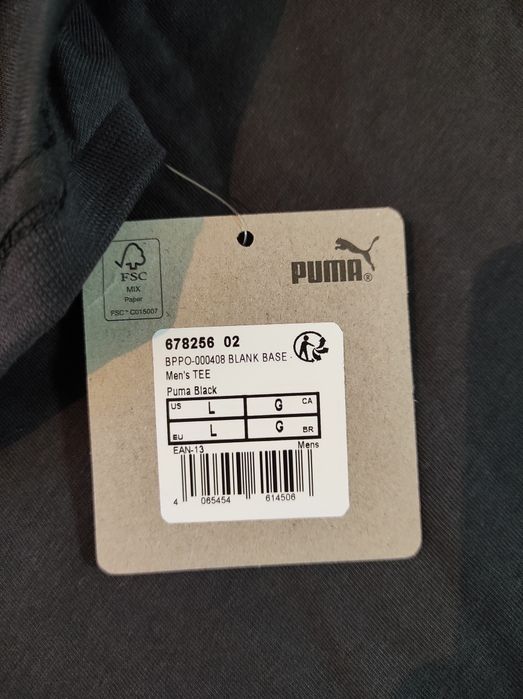 FSC
MIX
Paper
FSC® C015007
PUMA®
678256 02
BPPO-000408 BLANK BASE -
Men's TEE
Puma Black
US L G CA
EU L G BR
EAN-13 Mens
4 065454 614506